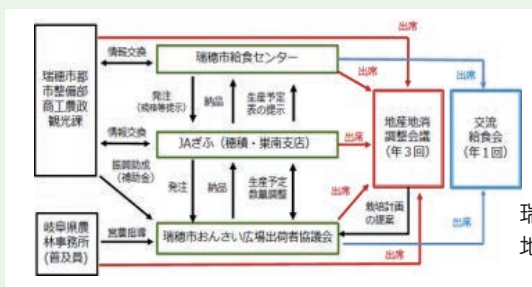 瑞穂市都
市整備部
商工農政
観光課
情報交換
瑞穂市給食センター
出席
出席
出席
発注
(規格等提示)
納品
生産予定
表の提示
情報交換
JAぎふ(穂積・巣南支店)
出席
地産地消
調整会議
(年3回)
交流
給食会
(年1回)
振興助成
(補助金)
発注
納品
生産予定
数量調整
出席
栽培計画
の提案
岐阜県農
林事務所
(普及員)
営農指導
瑞穂市おんさい広場出荷者協議会
出席
出席
瑞
地